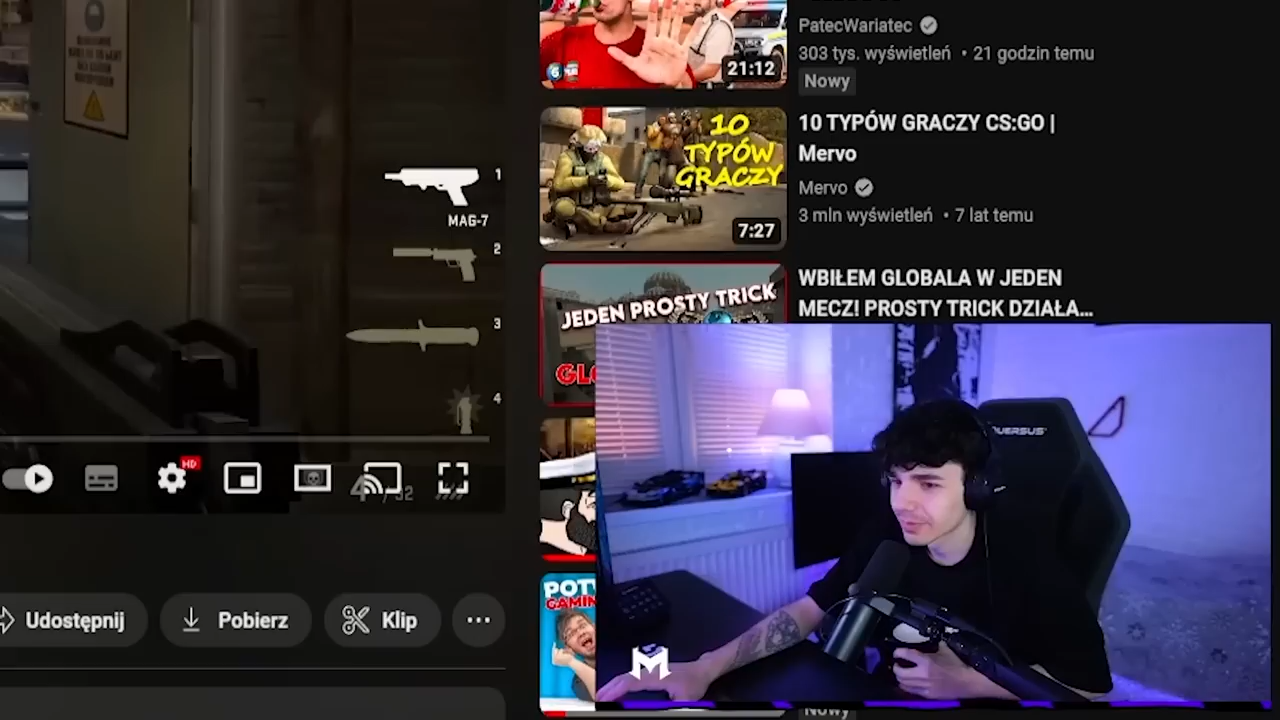 PatecWariatec
303 tys. wyświetleń • 21 godzin temu
21:12
Nowy
10 TYPÓW GRACZY CS:GO |
Mervo
Mervo
3 mln wyświetleń • 7 lat temu
10
TYPÓW
GRACZY
7:27
WBIŁEM GLOBALA W JEDEN
MECZ! PROSTY TRICK DZIAŁA...
JEDEN PROSTY TRICK
1
MAG-7
2
3
4
HD
Udostępnij
Pobierz
Klip
...
M
Nowy